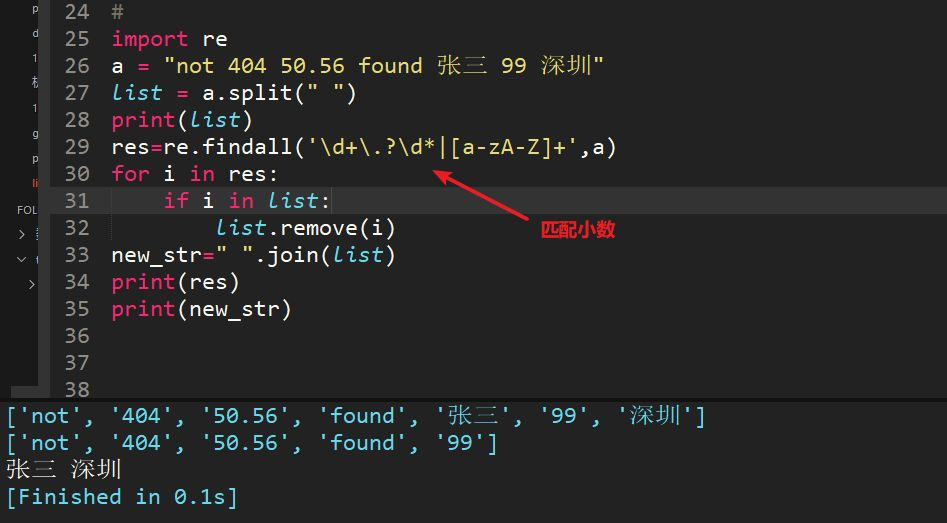 24 #
25 import re
26 a = "not 404 50.56 found 张三 99 深圳"
27 list = a.split(" ")
28 print(list)
29 res=re.findall('\d+\.?\d*|[a-zA-Z]+',a)
30 for i in res:
31 if i in list:
32 list.remove(i)
匹配小数
33 new_str=" ".join(list)
34 print(res)
35 print(new_str)
36
37
38
FOL
['not', '404', '50.56', 'found', '张三', '99', '深圳']
['not', '404', '50.56', 'found', '99']
张三 深圳
[Finished in 0.1s]